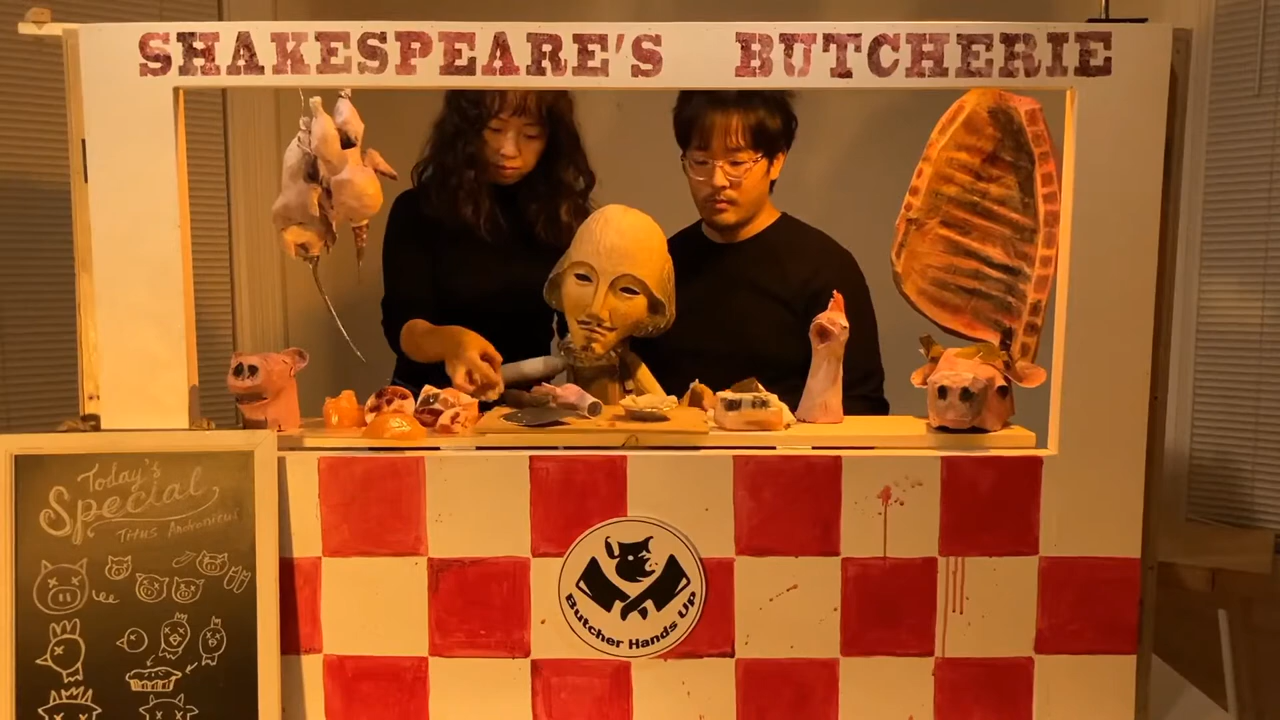 SHAKESPEARE'S BUTCHERIE
Today's
Special
Titus Andronicus
Butcher Hands Up